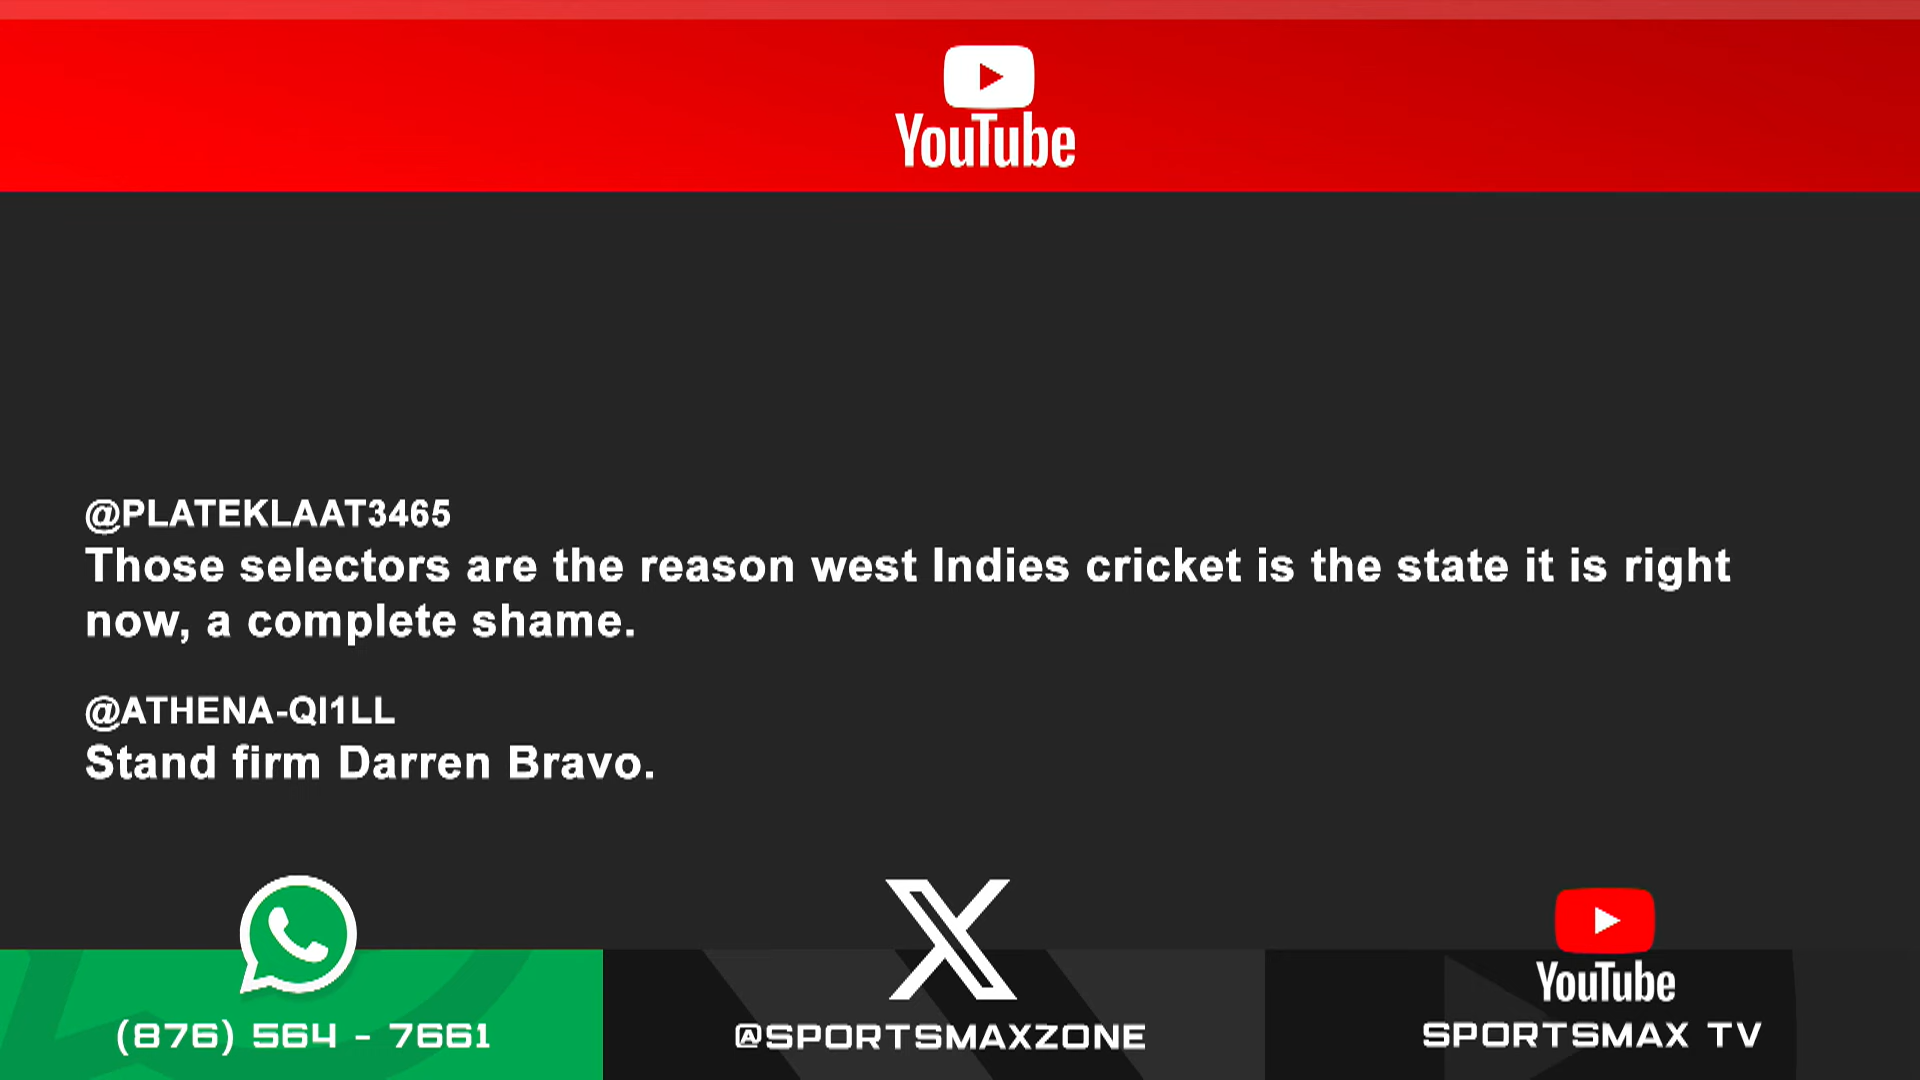 YouTube
@PLATEKLAAT3465
Those selectors are the reason west Indies cricket is the state it is right
now, a complete shame.
@ATHENA-QI1LL
Stand firm Darren Bravo.
(876) 564 - 7661
@SPORTSMAXZONE
YouTube
SPORTSMAX TV